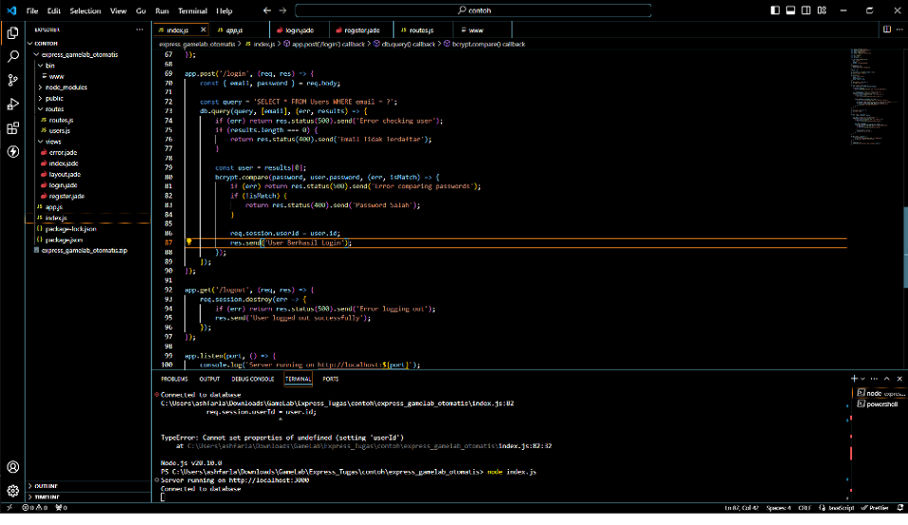 File Edit Selection View Go Run Terminal Help
contoh
EXPLORER
CONTOH
express_gamelab_otomatis
bin
www
node_modules
public
routes
routes.js
users.js
views
error.jade
index.jade
layout.jade
login.jade
register.jade
app.js
index.js
package-lock.json
package.json
express_gamelab_otomatis.zip
OUTLINE
TIMELINE
index.js
app.js
login.jade
register.jade
routes.js
www
express_gamelab_otomatis > index.js > app.post('/login') callback > db.query() callback > bcrypt.compare() callback
67 });
68
69 app.post('/login', (req, res) => {
70 const { email, password } = req.body;
71
72 const query = 'SELECT * FROM Users WHERE email = ?';
73 db.query(query, [email], (err, results) => {
74 if (err) return res.status(500).send('Error checking user');
75 if (results.length === 0) {
76 return res.status(400).send('Email Tidak Terdaftar');
77 }
78
79 const user = results[0];
80 bcrypt.compare(password, user.password, (err, isMatch) => {
81 if (err) return res.status(500).send('Error comparing passwords');
82 if (!isMatch) {
83 return res.status(400).send('Password Salah');
84 }
85
86 req.session.userId = user.id;
87 res.send('User Berhasil Login');
88 });
89 });
90 });
91
92 app.get('/logout', (req, res) => {
93 req.session.destroy(err => {
94 if (err) return res.status(500).send('Error logging out');
95 res.send('User logged out successfully');
96 });
97 });
98
99 app.listen(port, () => {
100 console.log(`Server running on http://localhost:${port}`);
PROBLEMS OUTPUT DEBUG CONSOLE TERMINAL PORTS
Connected to database
C:\Users\ashfarla\Downloads\GameLab\Express_Tugas\contoh\express_gamelab_otomatis\index.js:82
req.session.userId = user.id;
^
TypeError: Cannot set properties of undefined (setting 'userId')
at C:\Users\ashfarla\Downloads\GameLab\Express_Tugas\contoh\express_gamelab_otomatis\index.js:82:32
Node.js v20.10.0
PS C:\Users\ashfarla\Downloads\GameLab\Express_Tugas\contoh\express_gamelab_otomatis> node index.js
Server running on http://localhost:3000
Connected to database
node expres...
powershell
0 0 0
Ln 87, Col 42 Spaces: 4 CRLF JavaScript Prettier